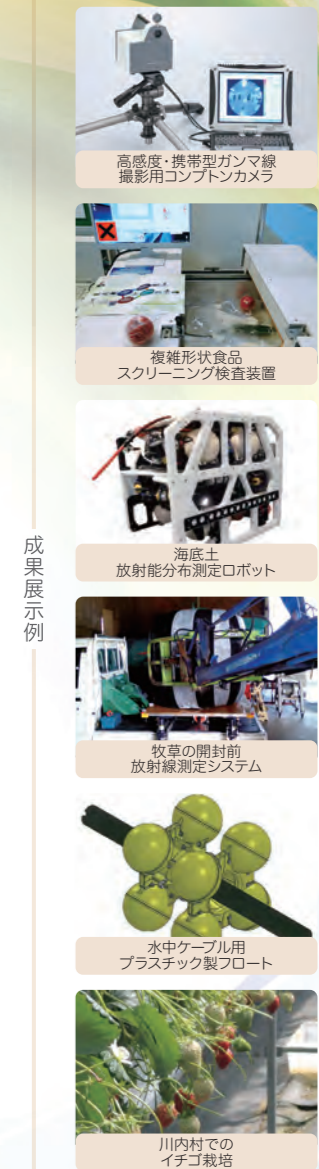 成果展示例
高感度・携帯型ガンマ線
撮影用コンプトンカメラ
複雑形状食品
スクリーニング検査装置
海底土
放射能分布測定ロボット
牧草の開封前
放射線測定システム
水中ケーブル用
プラスチック製フロート
川内村での
イチゴ栽培